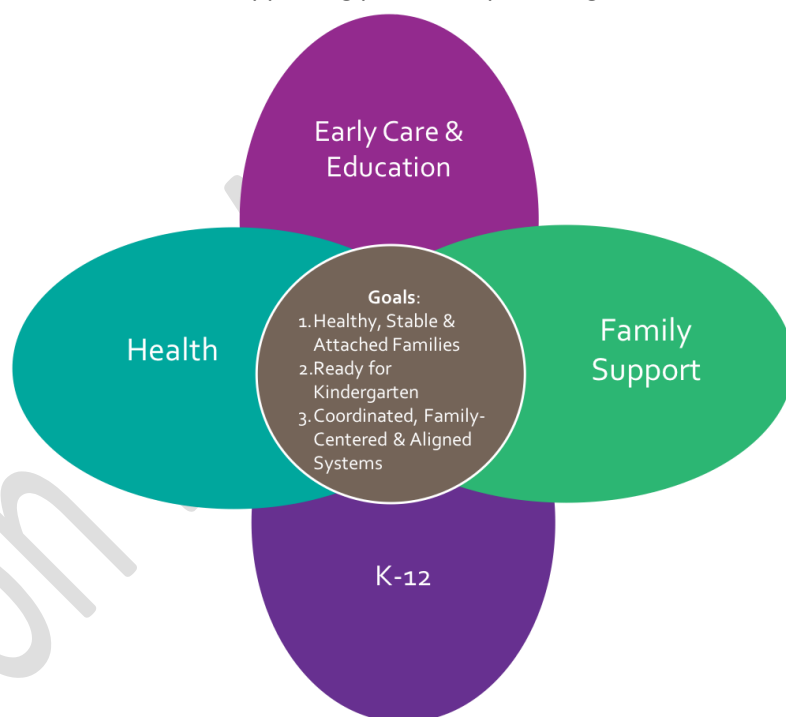 Early Care &
Education
Health
Goals:
1. Healthy, Stable &
Attached Families
2. Ready for
Kindergarten
3. Coordinated, Family-
Centered & Aligned
Systems
Family
Support
K-12